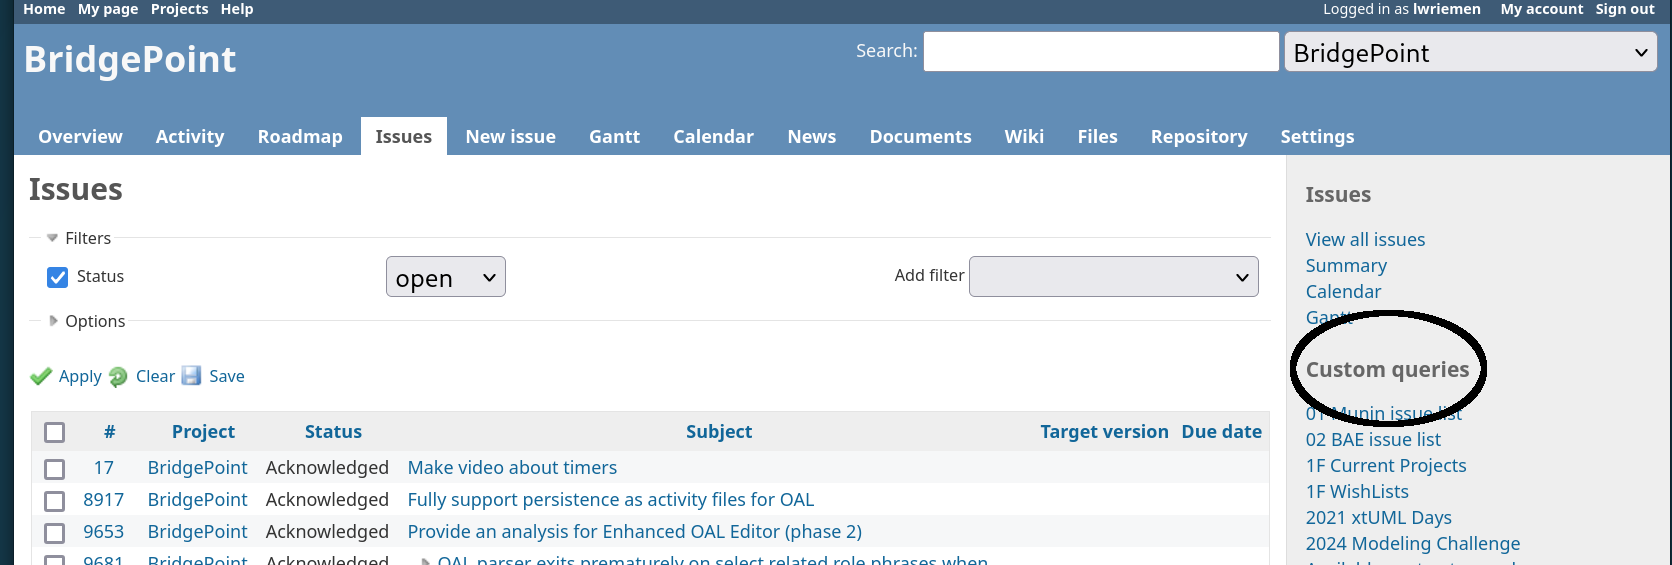 Home My page Projects Help Logged in as lwriemen My account Sign out
BridgePoint Search: BridgePoint
Overview Activity Roadmap Issues New issue Gantt Calendar News Documents Wiki Files Repository Settings
Issues
Filters
Status open Add filter
Options
Apply Clear Save
# Project Status Subject Target version Due date
17 BridgePoint Acknowledged Make video about timers
8917 BridgePoint Acknowledged Fully support persistence as activity files for OAL
9653 BridgePoint Acknowledged Provide an analysis for Enhanced OAL Editor (phase 2)
9681 BridgePoint Acknowledged OAL parser exits prematurely on select related role phrases when
Issues
View all issues
Summary
Calendar
Gantt
Custom queries
01 Munin issue list
02 BAE issue list
1F Current Projects
1F WishLists
2021 xtUML Days
2024 Modeling Challenge